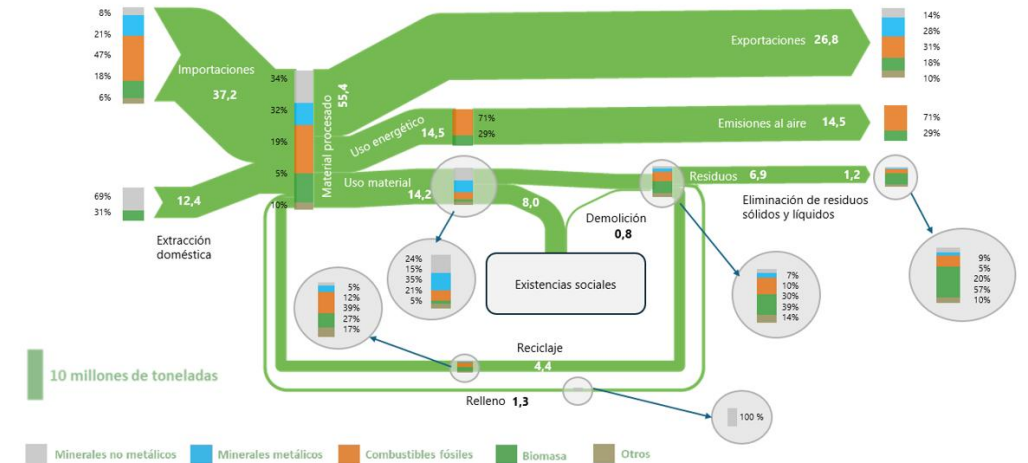 8%
21%
47%
18%
6%
Importaciones
37,2
69%
31%
12,4
Extracción
doméstica
34%
32%
19%
5%
10%
Material procesado
55,4
Exportaciones 26,8
14%
28%
31%
18%
10%
Uso energético
14,5
71%
29%
Emisiones al aire 14,5
71%
29%
Uso material
14,2
8,0
Demolición
0,8
Residuos 6,9
1,2
Eliminación de residuos
sólidos y líquidos
Existencias sociales
24%
15%
35%
21%
5%
5%
12%
39%
27%
17%
7%
10%
30%
39%
14%
9%
5%
20%
57%
10%
Reciclaje
4,4
Relleno 1,3
100 %
10 millones de toneladas
Minerales no metálicos
Minerales metálicos
Combustibles fósiles
Biomasa
Otros